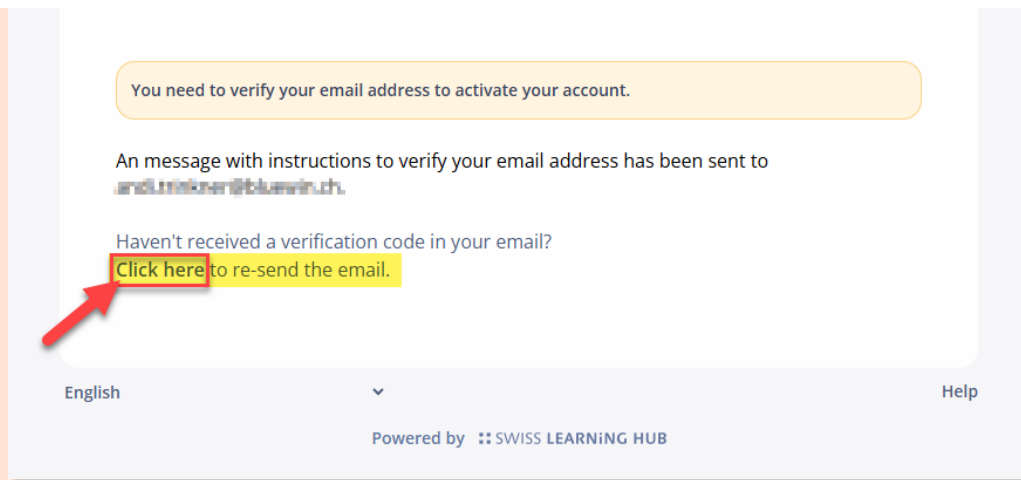 You need to verify your email address to activate your account.
An message with instructions to verify your email address has been sent to
Haven't received a verification code in your email?
Click here to re-send the email.
English
Help
Powered by SWISS LEARNiNG HUB